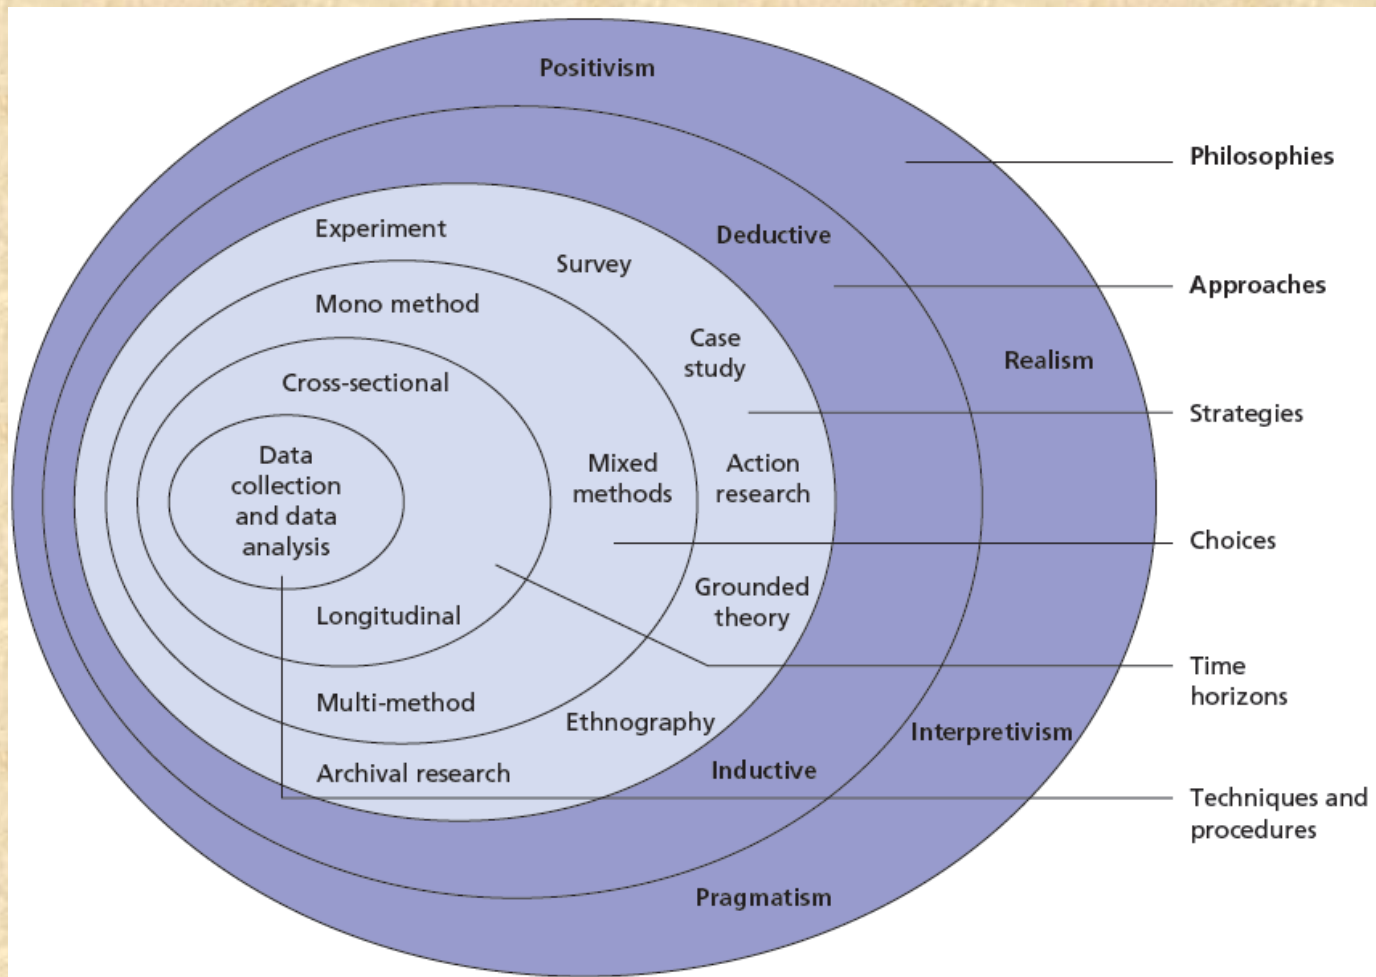 Positivism
Philosophies
Experiment
Deductive
Survey
Approaches
Mono method
Case
study
Realism
Cross-sectional
Strategies
Data
collection
and data
analysis
Mixed
methods
Action
research
Choices
Grounded
theory
Longitudinal
Time
horizons
Multi-method
Ethnography
Interpretivism
Archival research
Inductive
Techniques and
procedures
Pragmatism